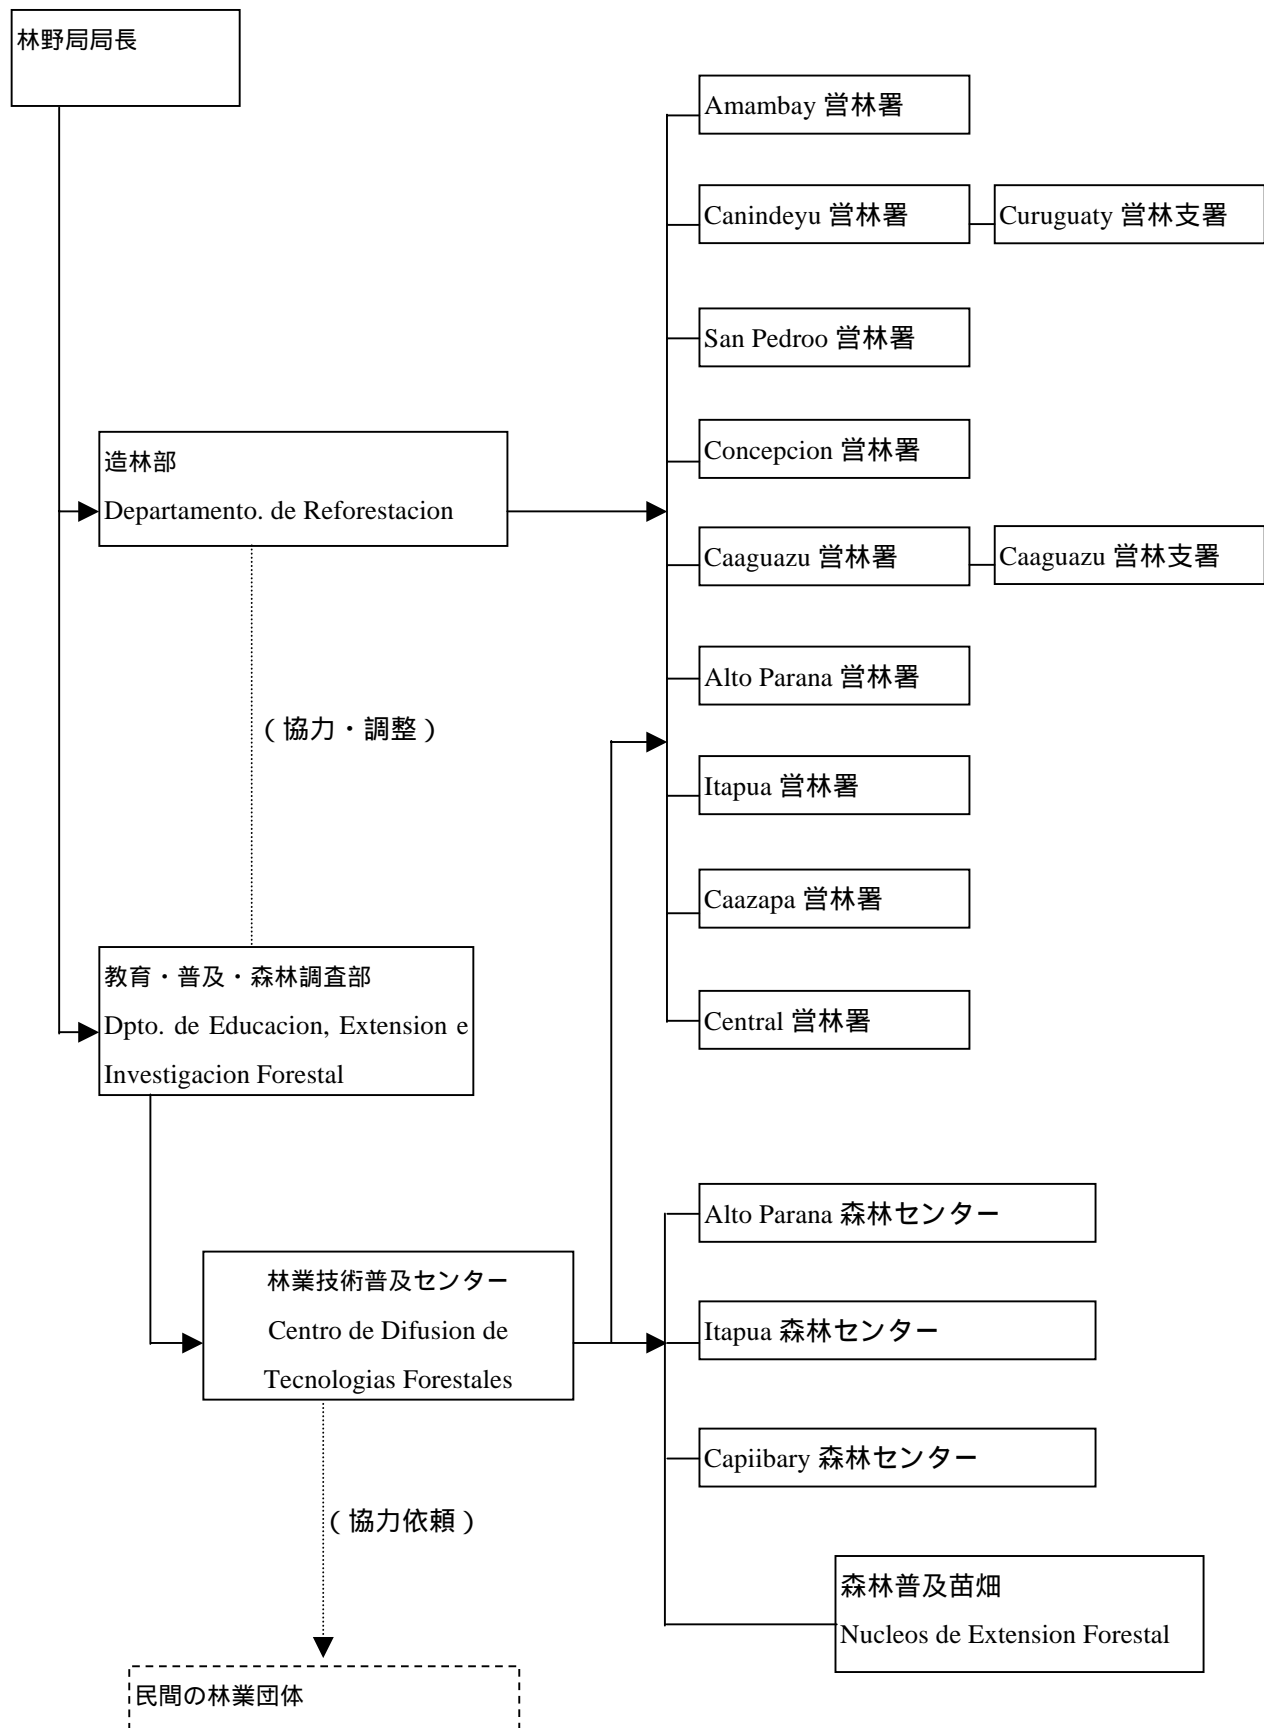 林野局局長
Amambay 営林署
Canindeyu 営林署
Curuguaty 営林支署
San Pedroo 営林署
Concepcion 営林署
造林部
Departamento. de Reforestacion
Caaguazu 営林署
Caaguazu 営林支署
Alto Parana 営林署
（協力・調整）
Itapua 営林署
Caazapa 営林署
教育・普及・森林調査部
Dpto. de Educacion, Extension e
Investigacion Forestal
Central 営林署
Alto Parana 森林センター
林業技術普及センター
Centro de Difusion de
Tecnologias Forestales
Itapua 森林センター
Capiibary 森林センター
（協力依頼）
森林普及苗畑
Nucleos de Extension Forestal
民間の林業団体